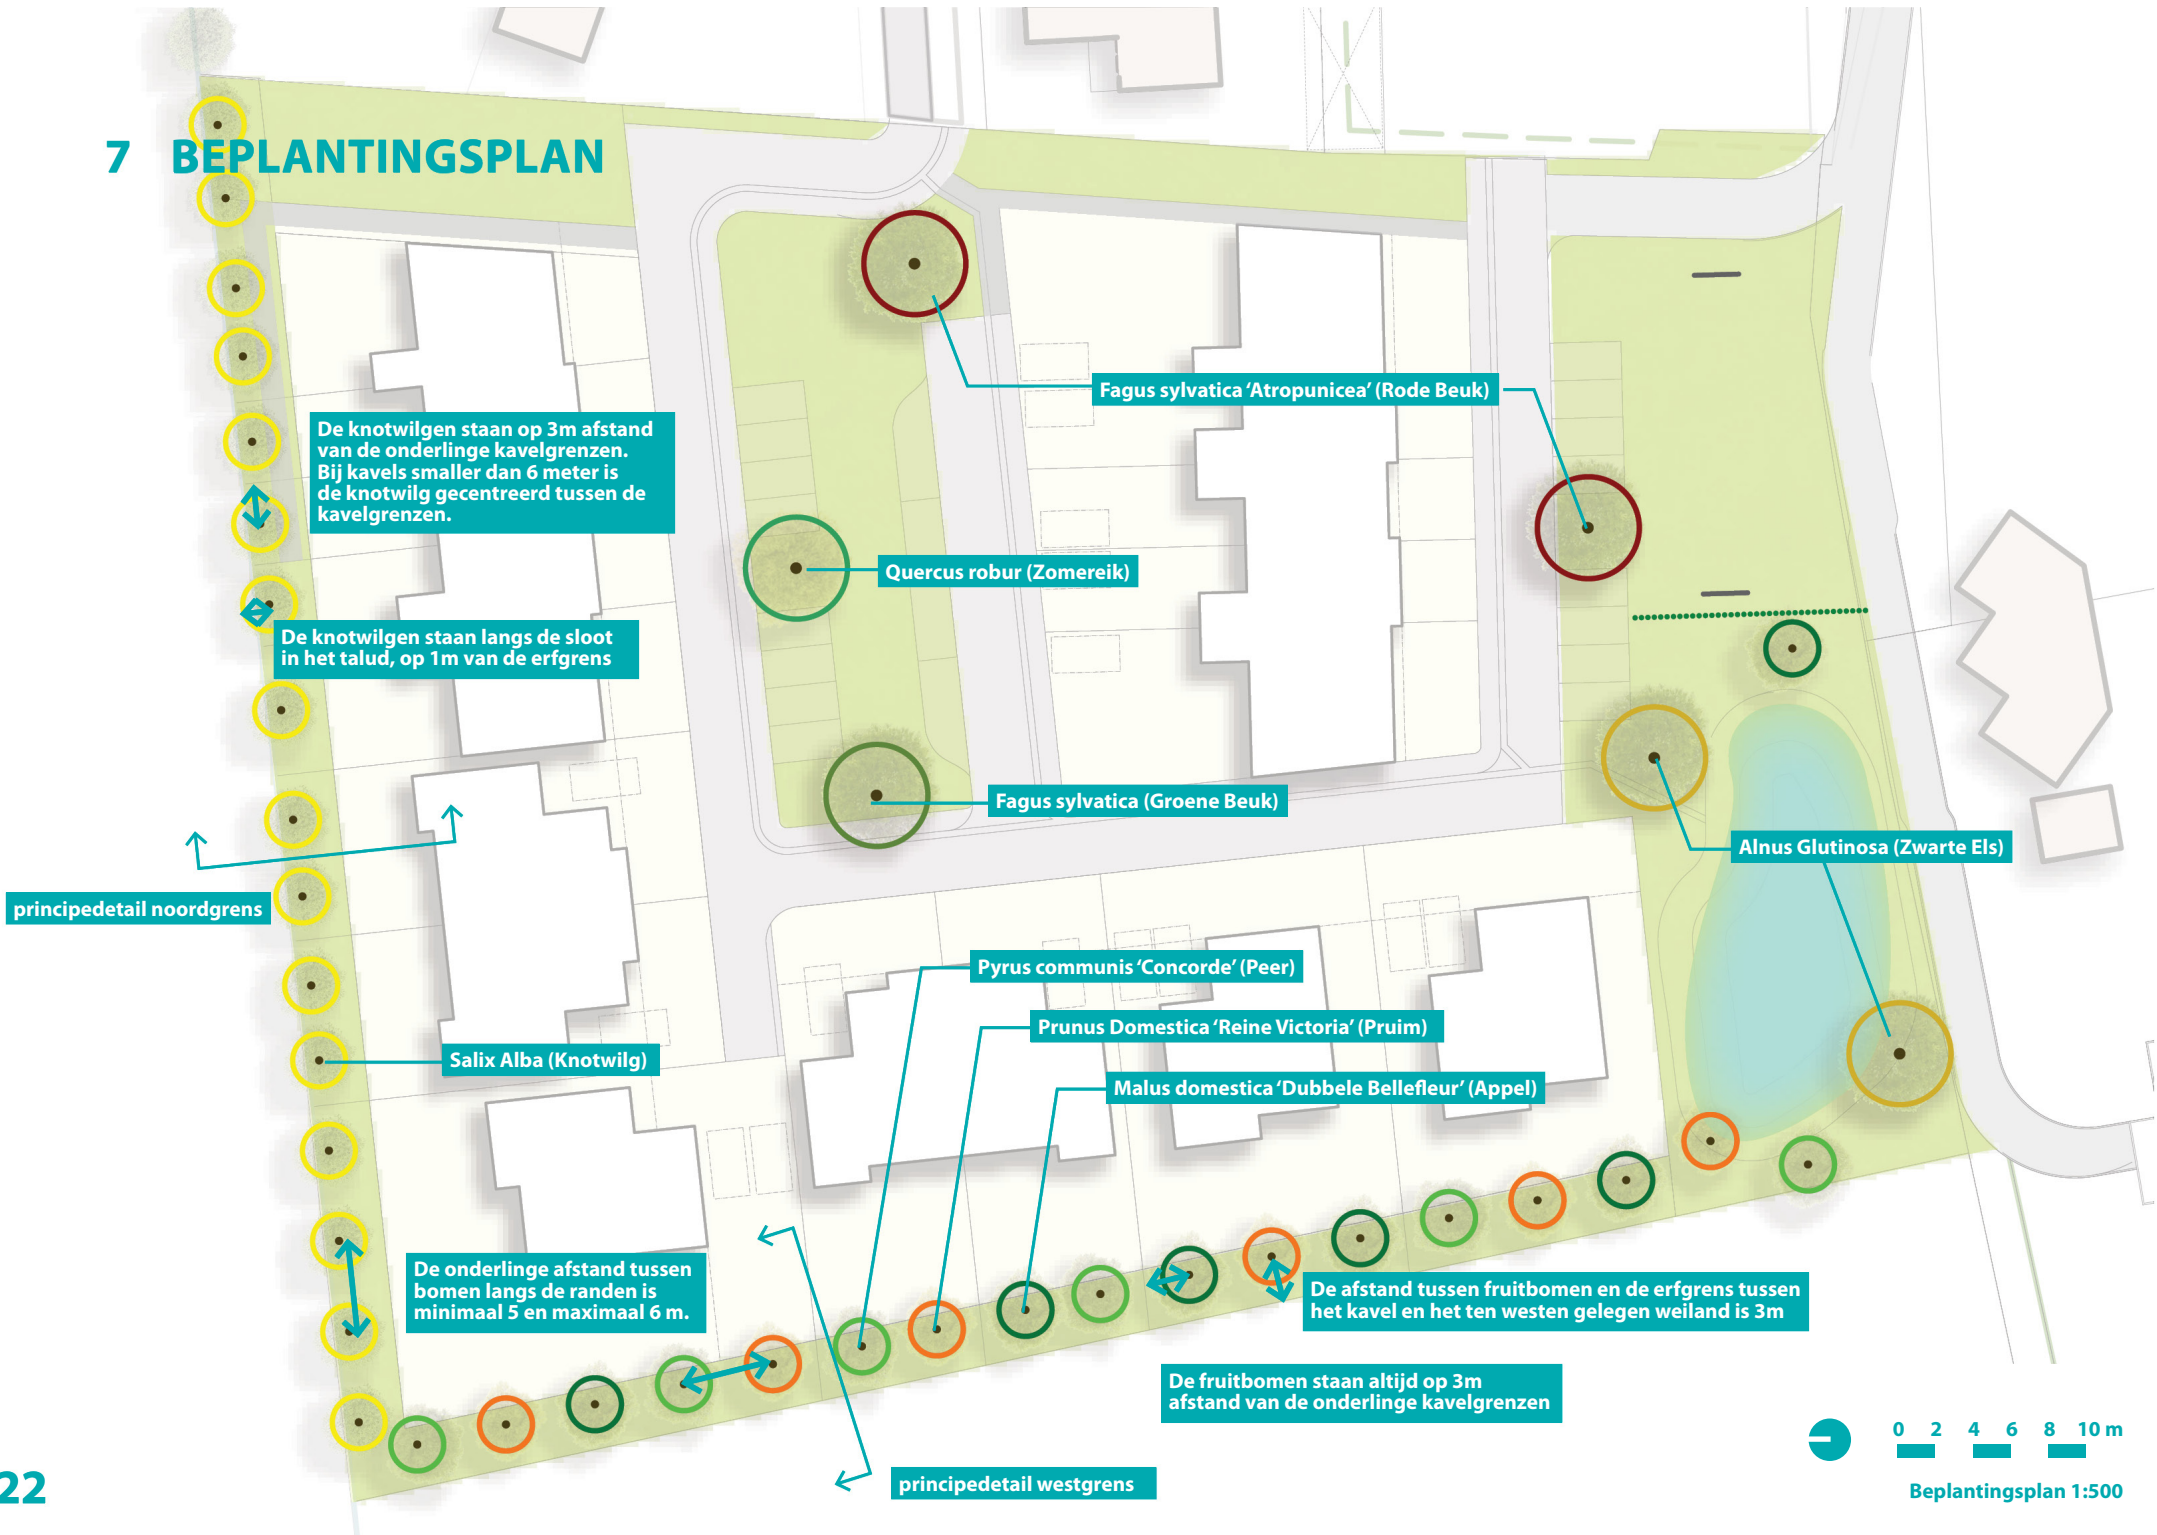 7 BEPLANTINGSPLAN
Fagus sylvatica ‘Atropunicea’ (Rode Beuk)
De knotwilgen staan op 3m afstand
van de onderlinge kavelgrenzen.
Bij kavels smaller dan 6 meter is
de knotwilg gecentreerd tussen de
kavelgrenzen.
Quercus robur (Zomereik)
De knotwilgen staan langs de sloot
in het talud, op 1m van de erfgrens
Fagus sylvatica (Groene Beuk)
Alnus Glutinosa (Zwarte Els)
principedetail noordgrens
Pyrus communis ‘Concorde’ (Peer)
Prunus Domestica ‘Reine Victoria’ (Pruim)
Salix Alba (Knotwilg)
Malus domestica ‘Dubbele Bellefleur’ (Appel)
De onderlinge afstand tussen
bomen langs de randen is
minimaal 5 en maximaal 6 m.
De afstand tussen fruitbomen en de erfgrens tussen
het kavel en het ten westen gelegen weiland is 3m
De fruitbomen staan altijd op 3m
afstand van de onderlinge kavelgrenzen
principedetail westgrens
0 2 4 6 8 10 m
Beplantingsplan 1:500
22